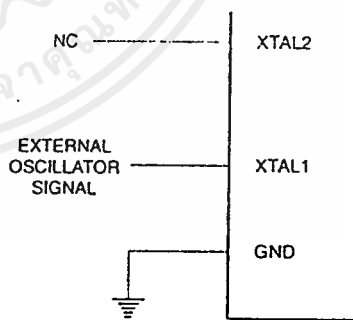 NC
XTAL2
EXTERNAL
OSCILLATOR
SIGNAL
XTAL1
GND